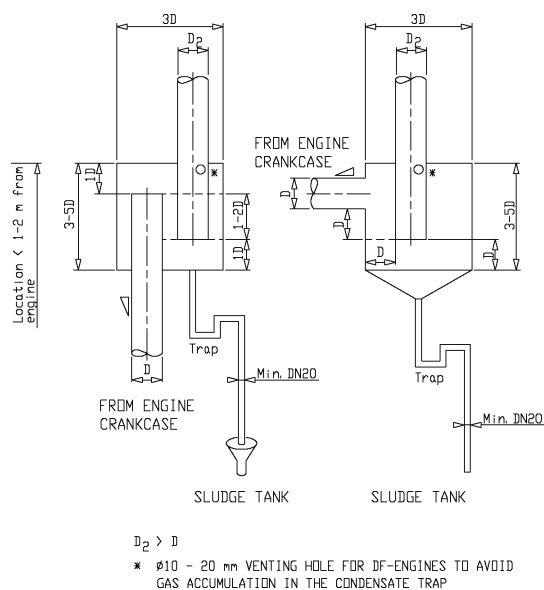 3D
3D
D2
D2
FROM ENGINE
CRANKCASE
1D
*
*
Location < 1-2 m from
engine
3-5D
1-2D
1D
D
D
D
D
3-5D
Trap
Trap
D
Min. DN20
FROM ENGINE
CRANKCASE
Min. DN20
SLUDGE TANK
SLUDGE TANK
D2 > D
* ø10 - 20 mm VENTING HOLE FOR DF-ENGINES TO AVOID
GAS ACCUMULATION IN THE CONDENSATE TRAP